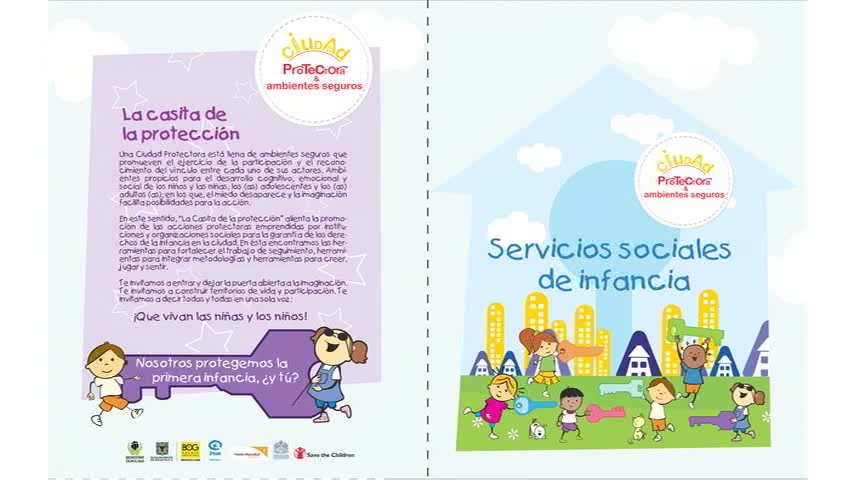 CiUDAD
PRoTECTORa
&
ambientes seguros
La casita de
la protección
Una Ciudad Protectora está llena de ambientes seguros que
promueven el ejercicio de la participación y el recono-
cimiento del vínculo entre cada uno de sus actores. Ambi-
entes propicios para el desarrollo cognitivo, emocional y
social de los niños y las niñas, los (as) adolescentes y los (as)
adultos (as); en los que, el miedo desaparece y la imaginación
facilita posibilidades para la acción.
En este sentido, "La Casita de la protección" alienta la promo-
ción de las acciones protectoras emprendidas por institu-
ciones y organizaciones sociales para la garantía de los dere-
chos de la infancia en la ciudad. En ésta encontramos las her-
ramientas para fortalecer el trabajo de seguimiento, herrami-
entas para integrar metodologías y herramientas para creer,
jugar y sentir.
Te invitamos a entrar y dejar la puerta abierta a la imaginación.
Te invitamos a construir territorios de vida y participación. Te
invitamos a decir todos y todas en una sola voz:
¡Que vivan las niñas y los niños!
Nosotros protegemos la
primera infancia, ¿y tú?
BOG
Plan
Visión Mundial
Save the Children
CiUDAD
PRoTECTORa
&
ambientes seguros
Servicios sociales
de infancia